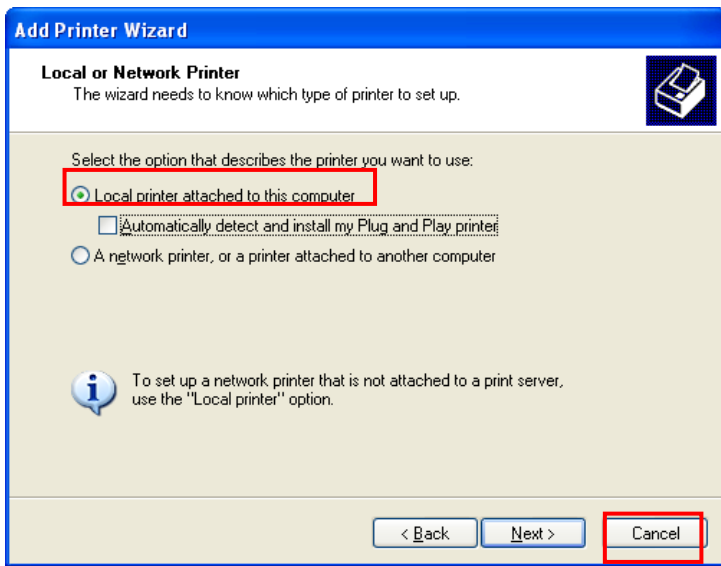 Add Printer Wizard
Local or Network Printer
The wizard needs to know which type of printer to set up.
Select the option that describes the printer you want to use:
Local printer attached to this computer
Automatically detect and install my Plug and Play printer
A network printer, or a printer attached to another computer
To set up a network printer that is not attached to a print server,
use the "Local printer" option.
< Back Next > Cancel